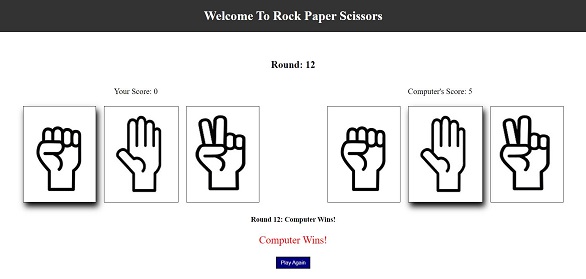 Welcome To Rock Paper Scissors
Round: 12
Your Score: 0
Computer's Score: 5
Round 12: Computer Wins!
Computer Wins!
Play Again